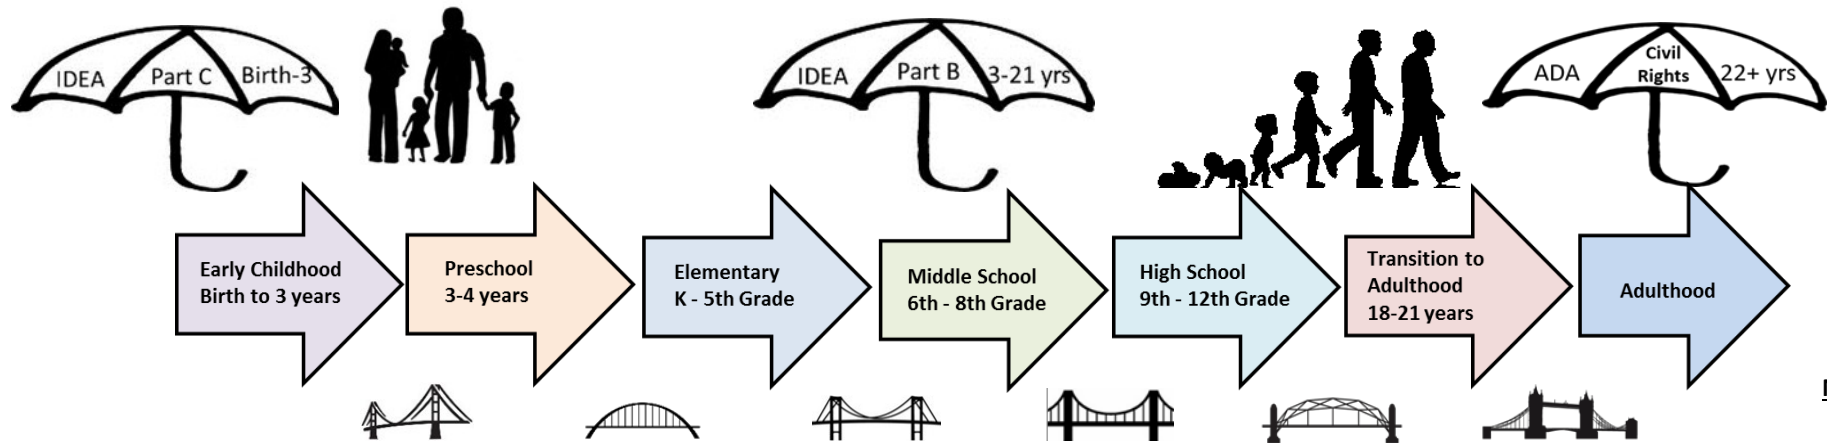 IDEA Part C Birth-3
IDEA Part B 3-21 yrs
ADA Civil Rights 22+ yrs
Early Childhood
Birth to 3 years
Preschool
3-4 years
Elementary
K - 5th Grade
Middle School
6th - 8th Grade
High School
9th - 12th Grade
Transition to
Adulthood
18-21 years
Adulthood